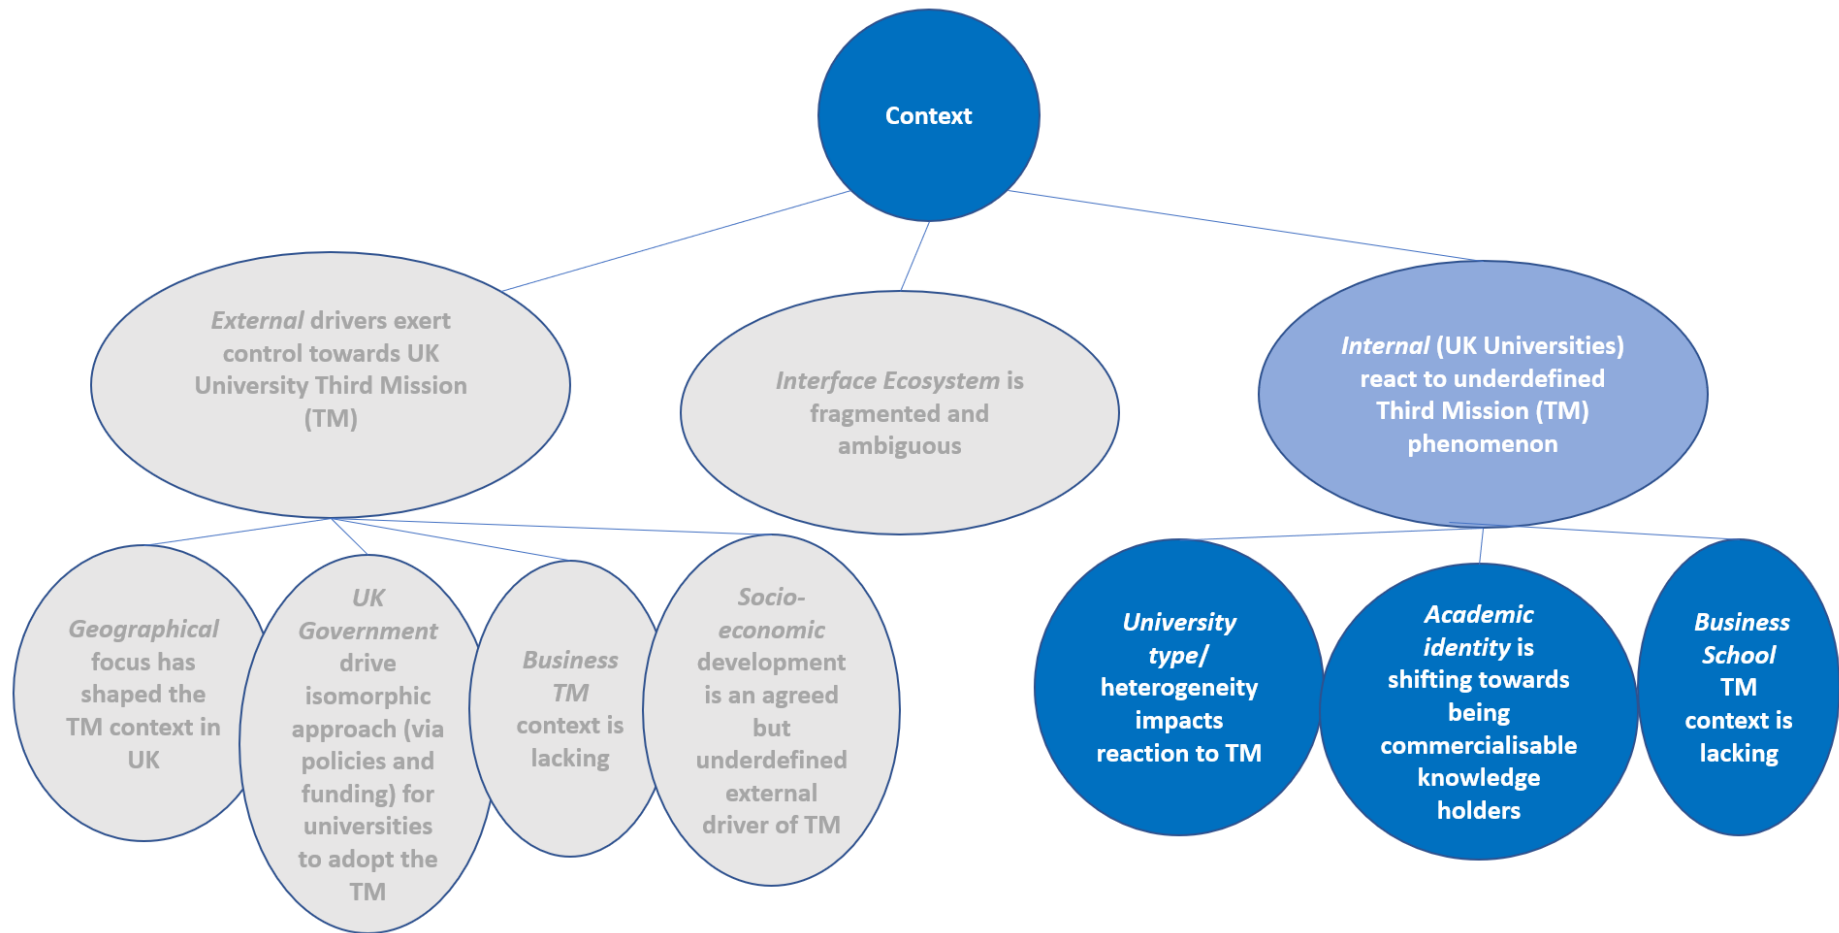 Context
External drivers exert
control towards UK
University Third Mission
(TM)
Interface Ecosystem is
fragmented and
ambiguous
Internal (UK Universities)
react to underdefined
Third Mission (TM)
phenomenon
Geographical
focus has
shaped the
TM context in
UK
UK
Government
drive
isomorphic
approach (via
policies and
funding) for
universities
to adopt the
TM
Business
TM
context is
lacking
Socio-
economic
development
is an agreed
but
underdefined
external
driver of TM
University
type/
heterogeneity
impacts
reaction to TM
Academic
identity is
shifting towards
being
commercialisable
knowledge
holders
Business
School
TM
context is
lacking